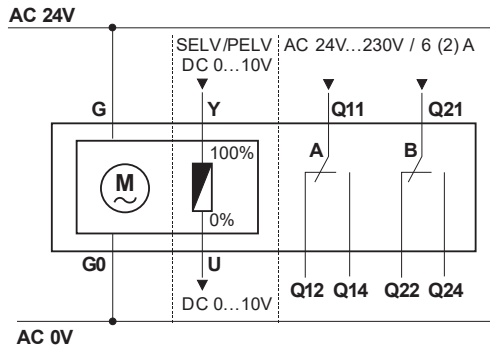 AC 24V
SELV/PELV
DC 0...10V
AC 24V...230V / 6 (2) A
G
Y
Q11
Q21
100%
A
B
M
~
0%
G0
U
Q12 Q14
Q22 Q24
DC 0...10V
AC 0V